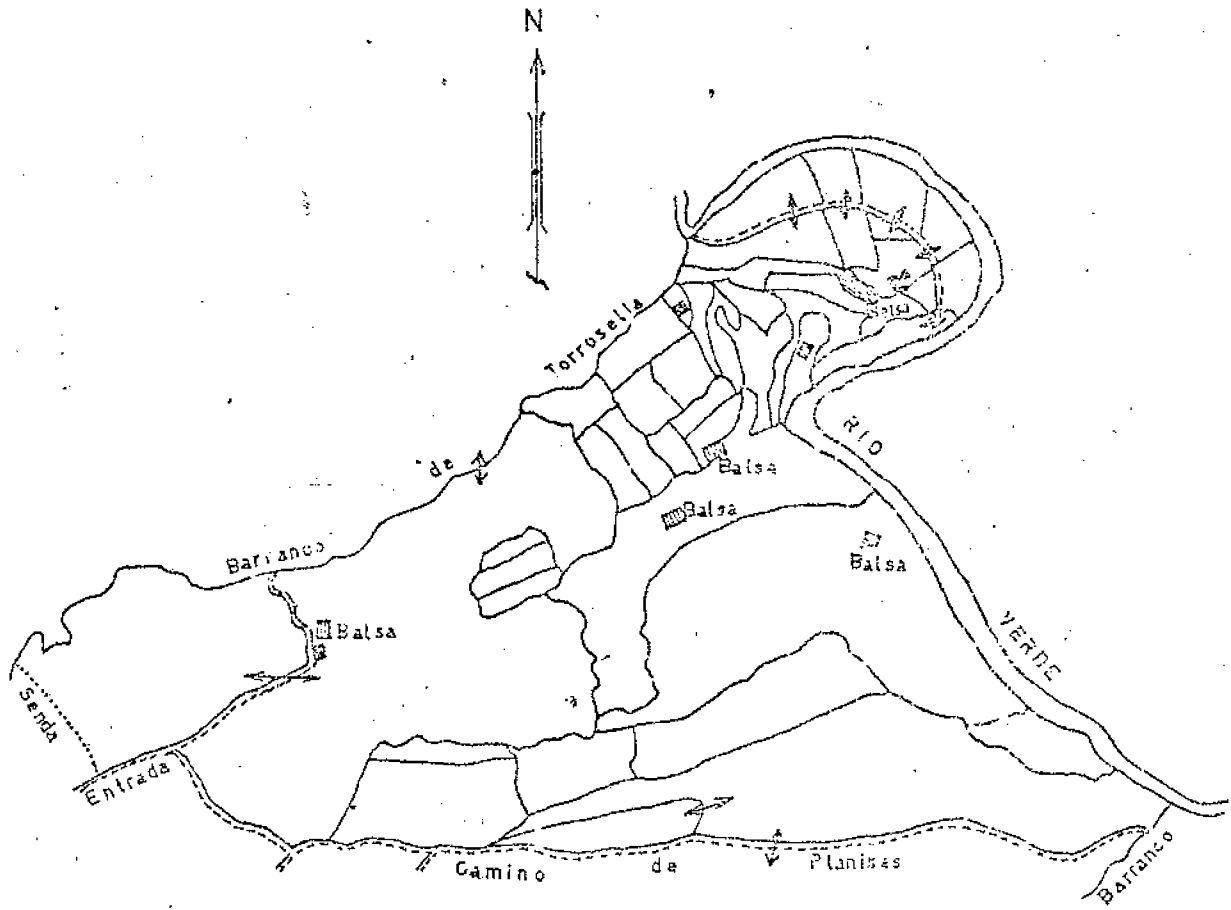 N
Barranco de Torrosella
Balsa
RIO VERDE
Balsa
Balsa
Balsa
Balsa
Senda
Entrada
Camino de Planisas
Barranco